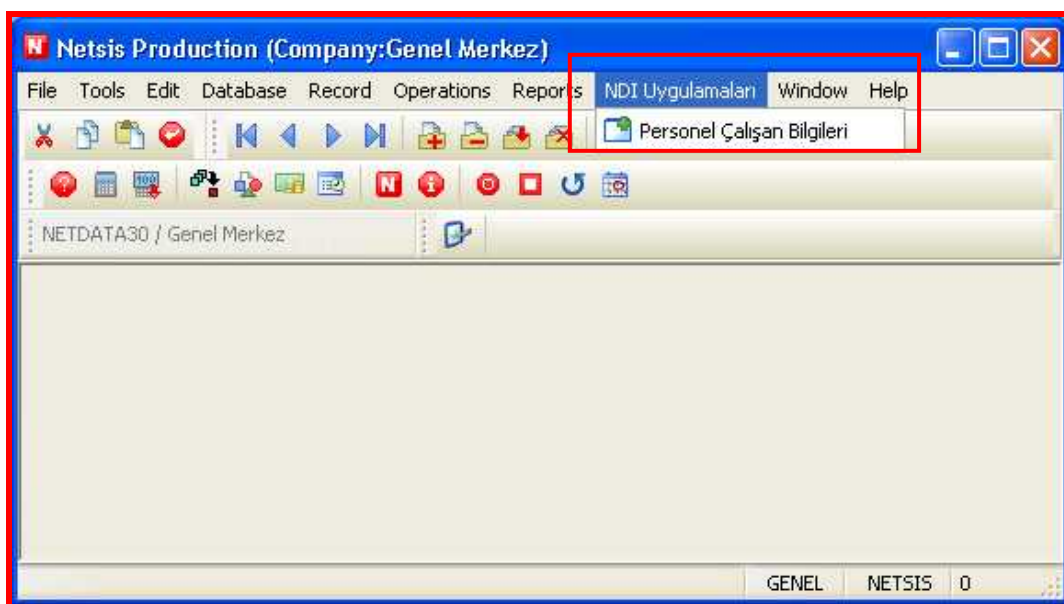 N Netsis Production (Company:Genel Merkez)
File Tools Edit Database Record Operations Reports NDI Uygulamaları Window Help
Personel Çalışan Bilgileri
N
NETDATA30 / Genel Merkez
GENEL NETSIS 0